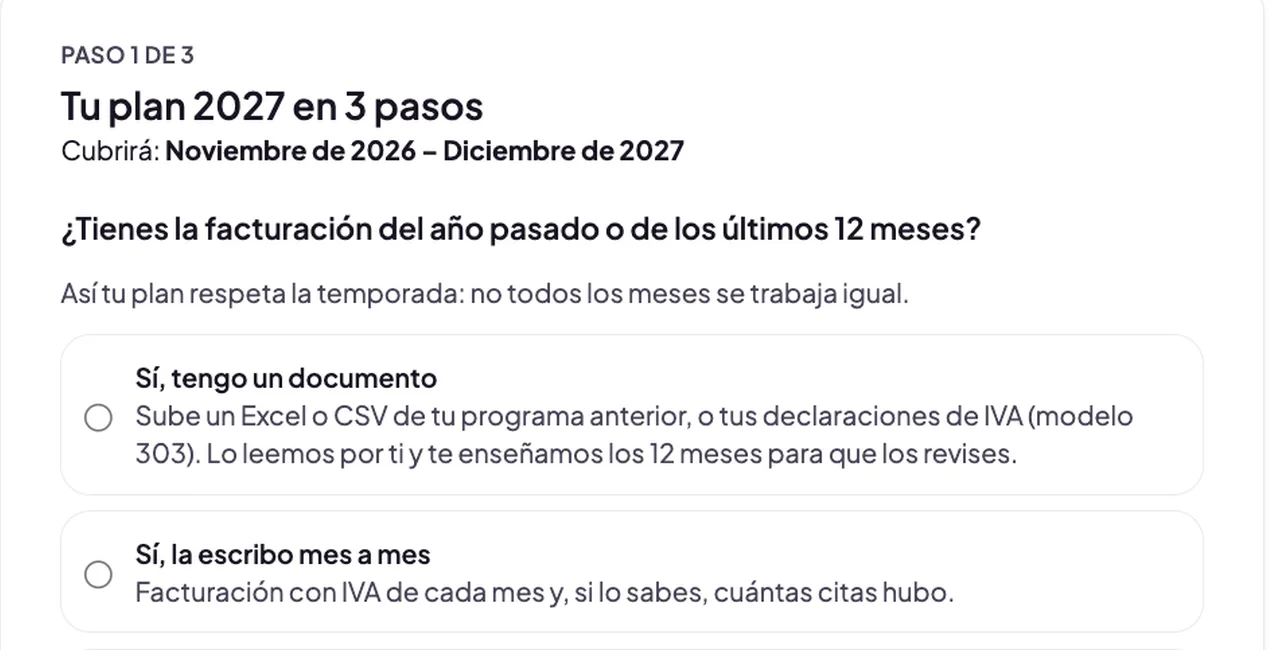 PASO 1 DE 3
Tu plan 2027 en 3 pasos
Cubrirá: Noviembre de 2026 – Diciembre de 2027
¿Tienes la facturación del año pasado o de los últimos 12 meses?
Así tu plan respeta la temporada: no todos los meses se trabaja igual.
Sí, tengo un documento
Sube un Excel o CSV de tu programa anterior, o tus declaraciones de IVA (modelo
303). Lo leemos por ti y te enseñamos los 12 meses para que los revises.
Sí, la escribo mes a mes
Facturación con IVA de cada mes y, si lo sabes, cuántas citas hubo.